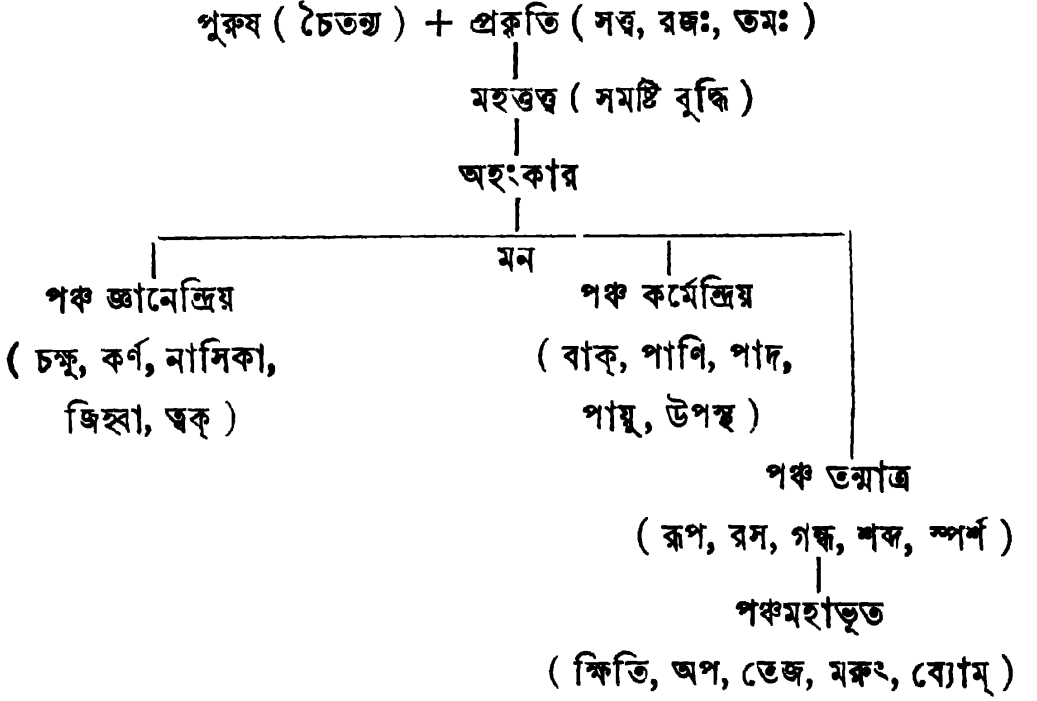 পুরুষ ( চৈতন্য ) + প্রকৃতি ( সত্ত্ব, রজঃ, তমঃ )
মহত্তত্ত্ব ( সমষ্টি বুদ্ধি )
অহংকার
মন
পঞ্চ জ্ঞানেন্দ্রিয়
( চক্ষু, কর্ণ, নাসিকা,
জিহ্বা, ত্বক্ )
পঞ্চ কর্মেন্দ্রিয়
( বাক্, পাণি, পাদ,
পায়ু, উপস্থ )
পঞ্চ তন্মাত্র
( রূপ, রস, গন্ধ, শব্দ, স্পর্শ )
পঞ্চমহাভূত
( ক্ষিতি, অপ, তেজ, মরুৎ, ব্যোম্ )